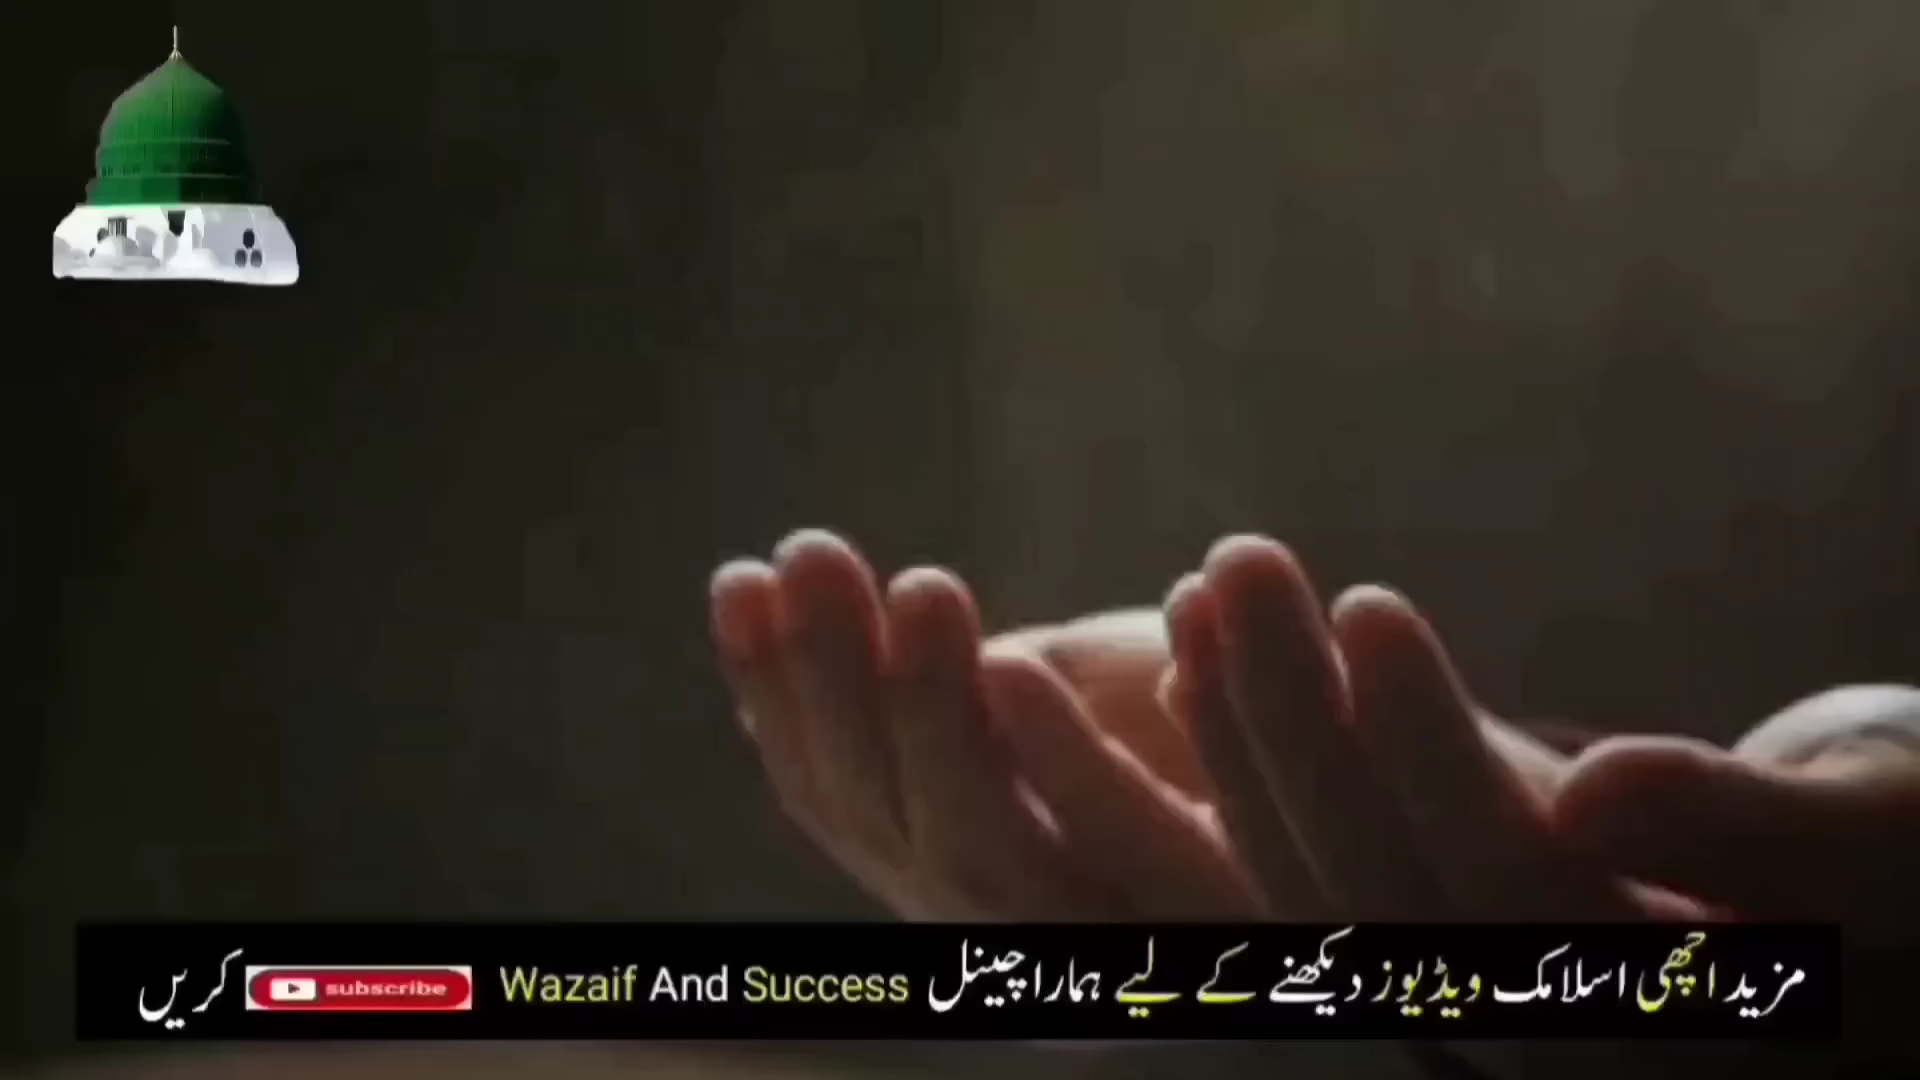 مزید اچھی اسلامک ویڈیوز دیکھنے کے لیے ہمارا چینل Wazaif And Success subscribe کریں